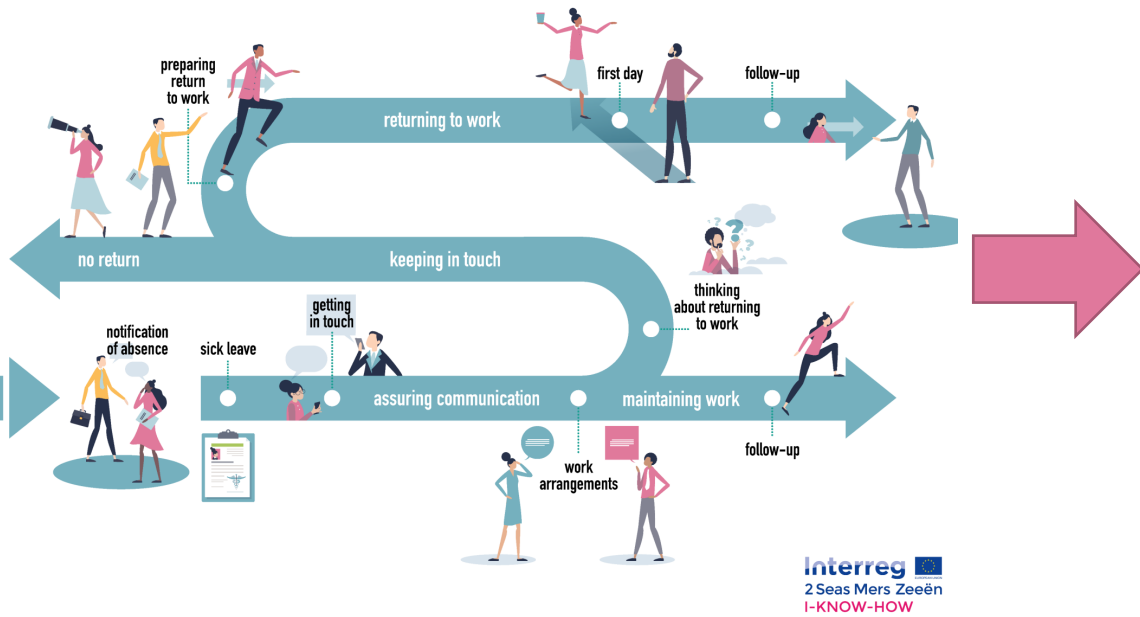 preparing
return
to work
first day
follow-up
returning to work
no return
keeping in touch
thinking
about returning
to work
getting
in touch
notification
of absence
sick leave
assuring communication
maintaining work
follow-up
work
arrangements
Interreg
EUROPEAN UNION
2 Seas Mers Zeeën
I-KNOW-HOW